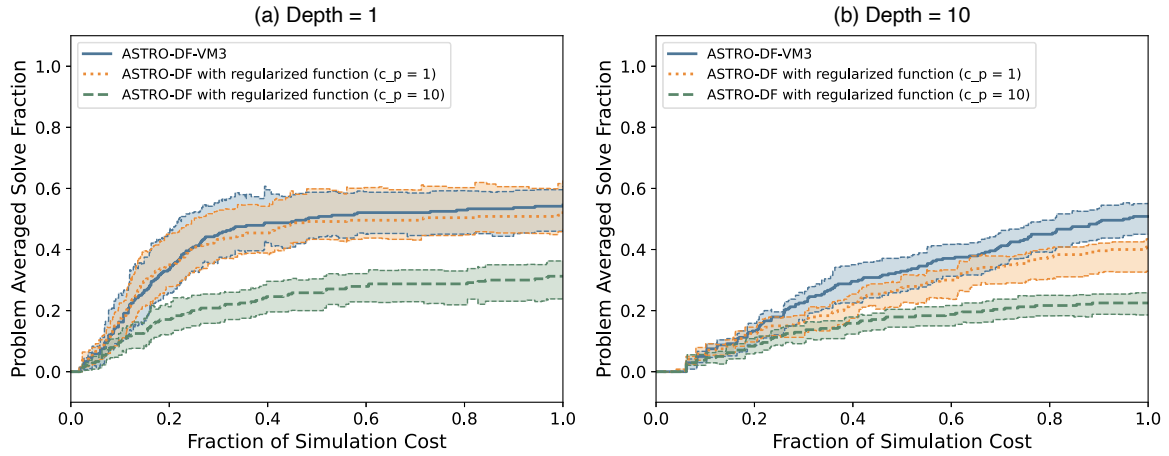 (a) Depth = 1
ASTRO-DF-VM3
ASTRO-DF with regularized function (c_p = 1)
ASTRO-DF with regularized function (c_p = 10)
Problem Averaged Solve Fraction
1.0
0.8
0.6
0.4
0.2
0.0
0.0 0.2 0.4 0.6 0.8 1.0
Fraction of Simulation Cost
(b) Depth = 10
ASTRO-DF-VM3
ASTRO-DF with regularized function (c_p = 1)
ASTRO-DF with regularized function (c_p = 10)
Problem Averaged Solve Fraction
1.0
0.8
0.6
0.4
0.2
0.0
0.0 0.2 0.4 0.6 0.8 1.0
Fraction of Simulation Cost